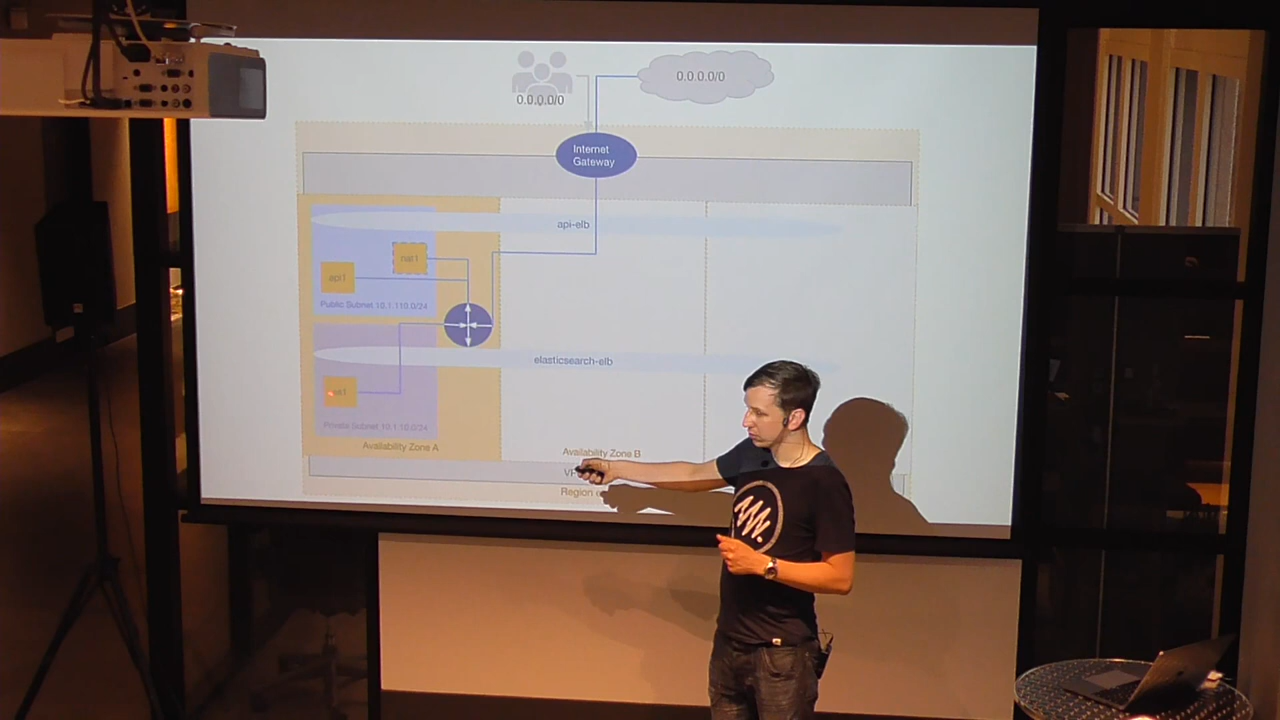 0.0.0.0/0
0.0.0.0/0
Internet
Gateway
api-elb
nat1
api1
Public Subnet 10.1.110.0/24
elasticsearch-elb
Private Subnet 10.1.10.0/24
Availability Zone A
Availability Zone B
Region